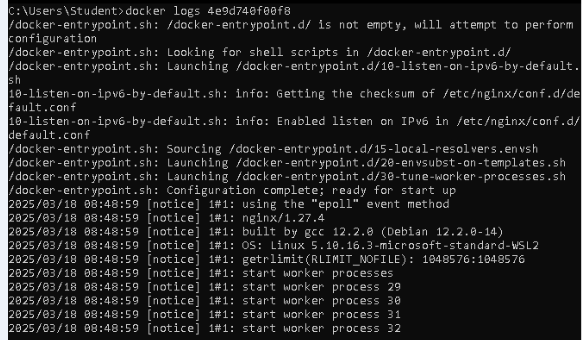 C:\Users\Student>docker logs 4e9d740f00f8
/docker-entrypoint.sh: /docker-entrypoint.d/ is not empty, will attempt to perform
configuration
/docker-entrypoint.sh: Looking for shell scripts in /docker-entrypoint.d/
/docker-entrypoint.sh: Launching /docker-entrypoint.d/10-listen-on-ipv6-by-default.
sh
10-listen-on-ipv6-by-default.sh: info: Getting the checksum of /etc/nginx/conf.d/de
fault.conf
10-listen-on-ipv6-by-default.sh: info: Enabled listen on IPv6 in /etc/nginx/conf.d/
default.conf
/docker-entrypoint.sh: Sourcing /docker-entrypoint.d/15-local-resolvers.envsh
/docker-entrypoint.sh: Launching /docker-entrypoint.d/20-envsubst-on-templates.sh
/docker-entrypoint.sh: Launching /docker-entrypoint.d/30-tune-worker-processes.sh
/docker-entrypoint.sh: Configuration complete; ready for start up
2025/03/18 08:48:59 [notice] 1#1: using the "epoll" event method
2025/03/18 08:48:59 [notice] 1#1: nginx/1.27.4
2025/03/18 08:48:59 [notice] 1#1: built by gcc 12.2.0 (Debian 12.2.0-14)
2025/03/18 08:48:59 [notice] 1#1: OS: Linux 5.10.16.3-microsoft-standard-WSL2
2025/03/18 08:48:59 [notice] 1#1: getrlimit(RLIMIT_NOFILE): 1048576:1048576
2025/03/18 08:48:59 [notice] 1#1: start worker processes
2025/03/18 08:48:59 [notice] 1#1: start worker process 29
2025/03/18 08:48:59 [notice] 1#1: start worker process 30
2025/03/18 08:48:59 [notice] 1#1: start worker process 31
2025/03/18 08:48:59 [notice] 1#1: start worker process 32